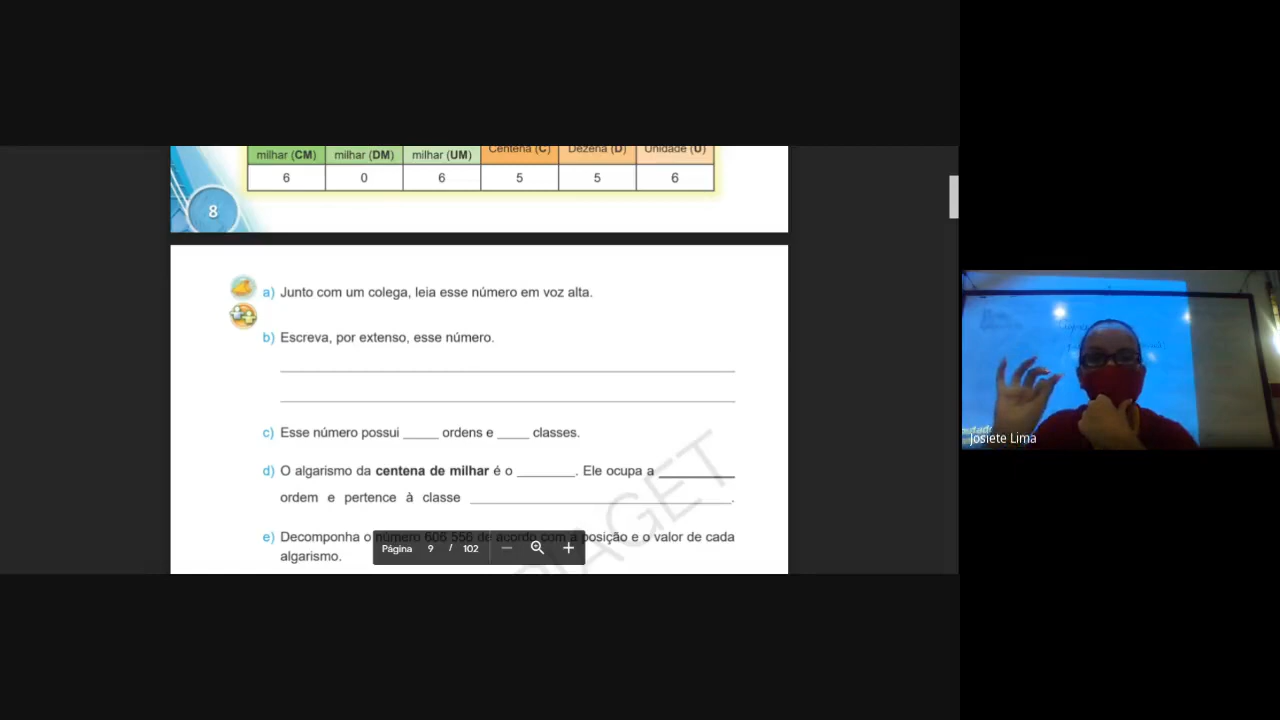 milhar (CM) milhar (DM) milhar (UM) Centena (C) Dezena (D) Unidade (U)
6 0 6 5 5 6
8
a) Junto com um colega, leia esse número em voz alta.
b) Escreva, por extenso, esse número.
c) Esse número possui _____ ordens e ____ classes.
d) O algarismo da centena de milhar é o ________. Ele ocupa a __________
ordem e pertence à classe ___________________________________.
e) Decomponha o número 606 556 de acordo com a posição e o valor de cada
algarismo.
PIAGET
Página 9 / 102
Josiete Lima